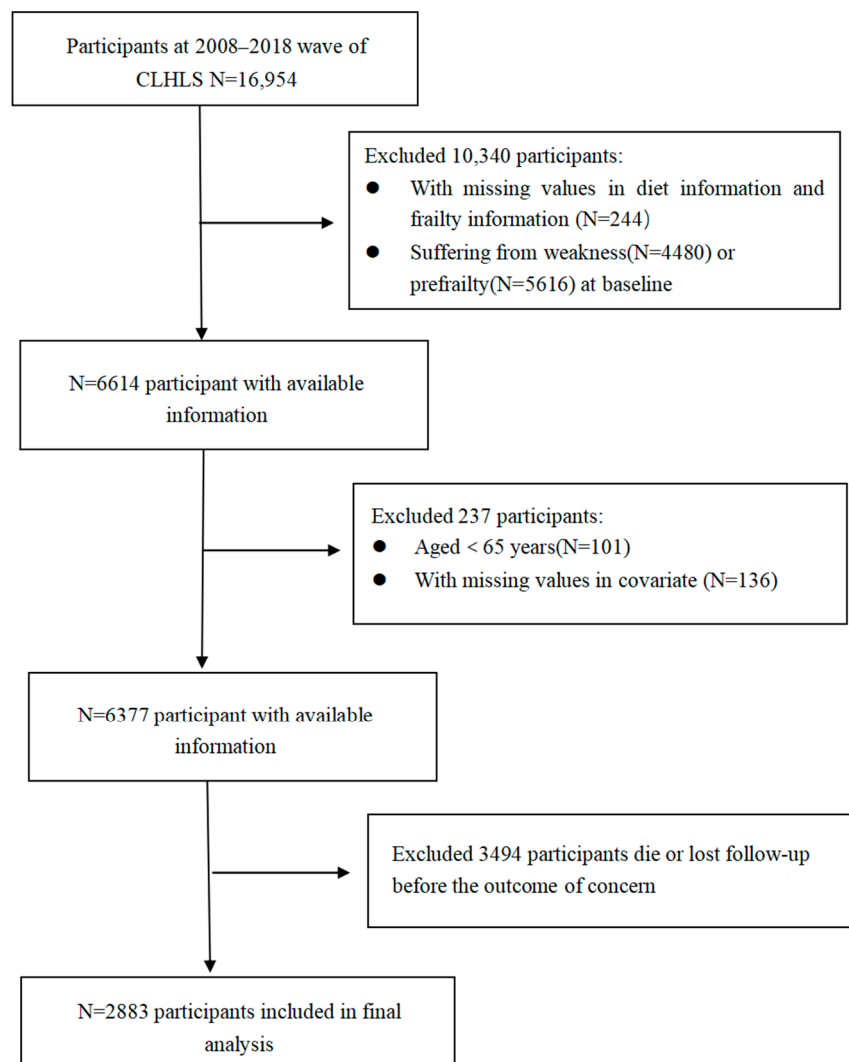 Participants at 2008–2018 wave of
CLHLS N=16,954
Excluded 10,340 participants:
● With missing values in diet information and
frailty information (N=244)
● Suffering from weakness(N=4480) or
prefrailty(N=5616) at baseline
N=6614 participant with available
information
Excluded 237 participants:
● Aged < 65 years(N=101)
● With missing values in covariate (N=136)
N=6377 participant with available
information
Excluded 3494 participants die or lost follow-up
before the outcome of concern
N=2883 participants included in final
analysis